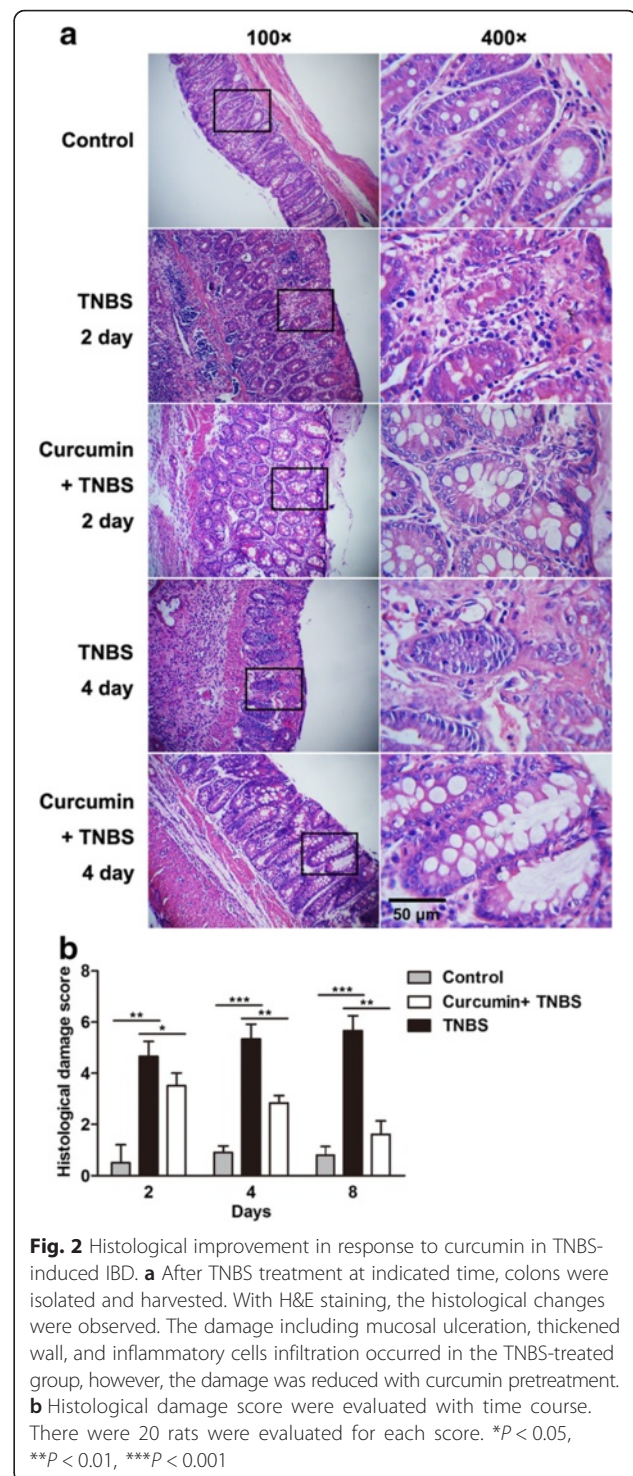 a
100× 400×
Control
TNBS
2 day
Curcumin
+ TNBS
2 day
TNBS
4 day
Curcumin
+ TNBS
4 day
50 μm
b
Histological damage score
8
6
4
2
0
** * *** ** *** **
Control
Curcumin+ TNBS
TNBS
2 4 8
Days
Fig. 2 Histological improvement in response to curcumin in TNBS-
induced IBD. a After TNBS treatment at indicated time, colons were
isolated and harvested. With H&E staining, the histological changes
were observed. The damage including mucosal ulceration, thickened
wall, and inflammatory cells infiltration occurred in the TNBS-treated
group, however, the damage was reduced with curcumin pretreatment.
b Histological damage score were evaluated with time course.
There were 20 rats were evaluated for each score. *P < 0.05,
**P < 0.01, ***P < 0.001